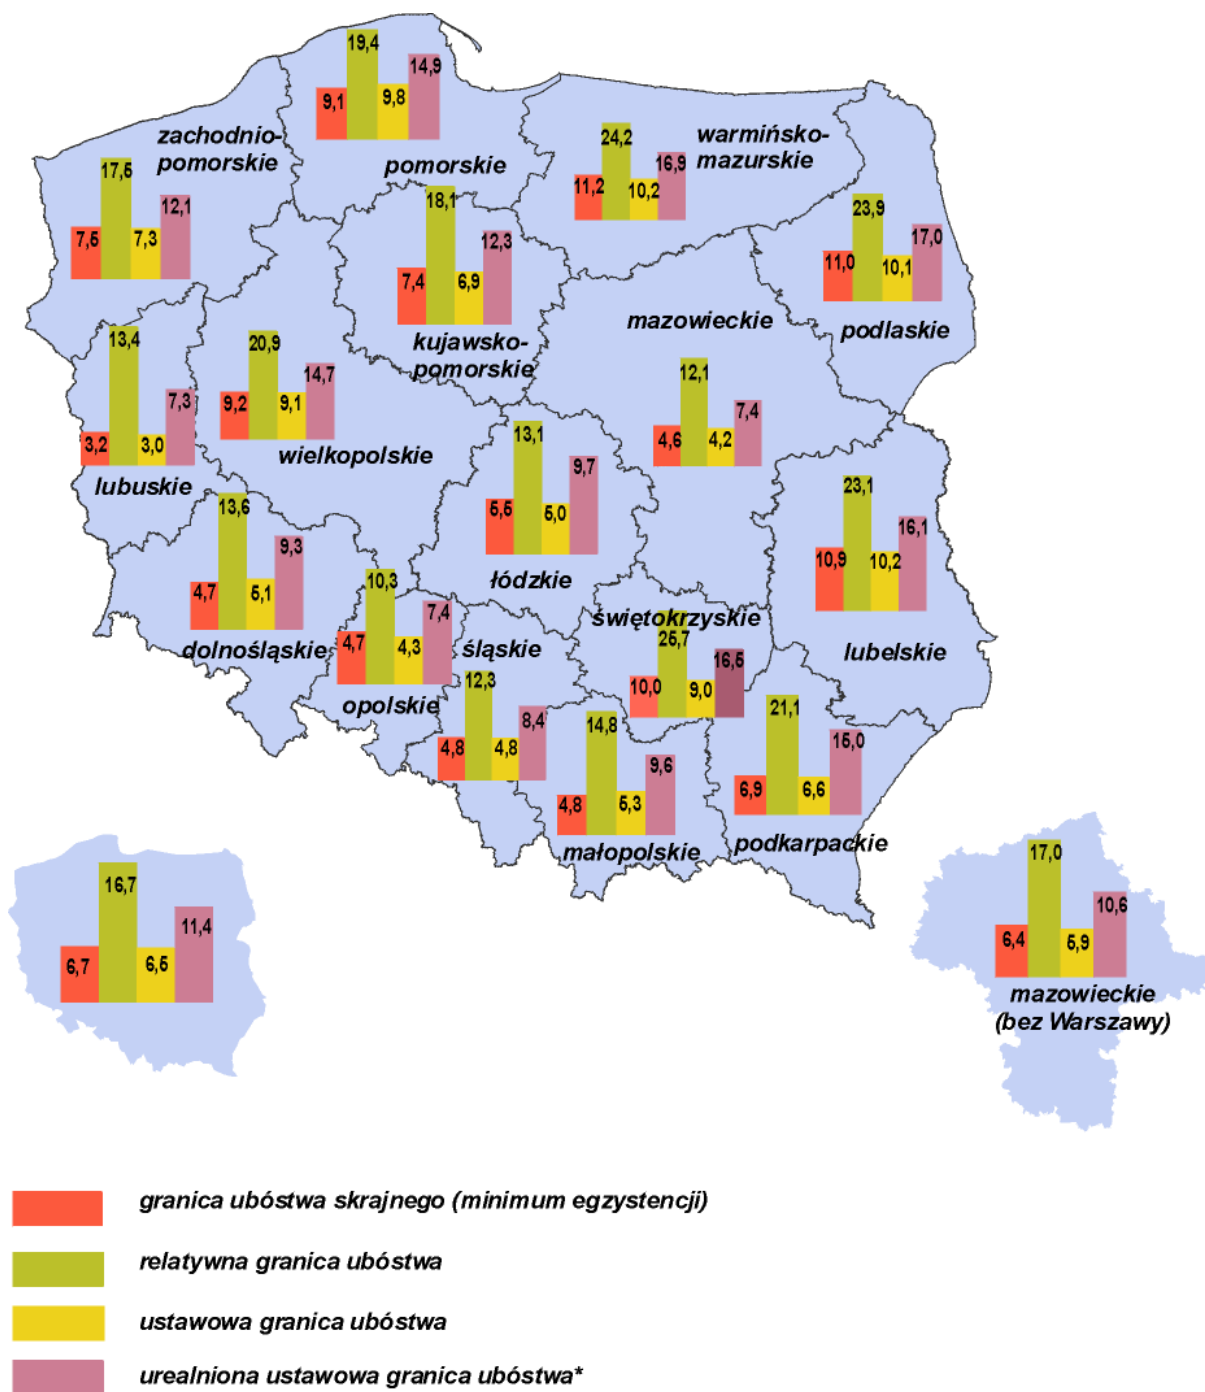 19,4
14,9
9,1
9,8
pomorskie
zachodnio-
pomorskie
17,5
12,1
7,5
7,3
warmińsko-
mazurskie
24,2
16,9
11,2
10,2
18,1
12,3
7,4
6,9
kujawsko-
pomorskie
23,9
17,0
11,0
10,1
podlaskie
mazowieckie
12,1
7,4
4,6
4,2
13,4
7,3
3,2
3,0
lubuskie
20,9
14,7
9,2
9,1
wielkopolskie
13,1
9,7
5,5
5,0
łódzkie
23,1
16,1
10,9
10,2
lubelskie
13,6
9,3
4,7
5,1
dolnośląskie
10,3
7,4
4,7
4,3
opolskie
śląskie
12,3
8,4
4,8
4,8
świętokrzyskie
25,7
16,5
10,0
9,0
14,8
9,6
4,8
5,3
małopolskie
21,1
15,0
6,9
6,6
podkarpackie
16,7
11,4
6,7
6,5
17,0
10,6
6,4
5,9
mazowieckie
(bez Warszawy)
granica ubóstwa skrajnego (minimum egzystencji)
relatywna granica ubóstwa
ustawowa granica ubóstwa
urealniona ustawowa granica ubóstwa*